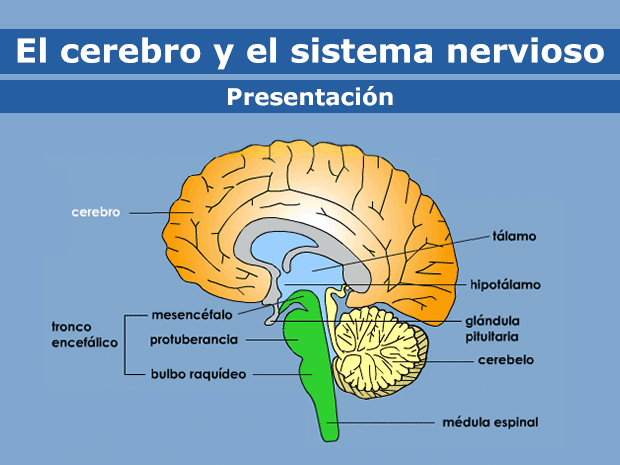 El cerebro y el sistema nervioso
Presentación
cerebro
tálamo
hipotálamo
mesencéfalo
glándula
pituitaria
tronco
encefálico
protuberancia
cerebelo
bulbo raquídeo
médula espinal